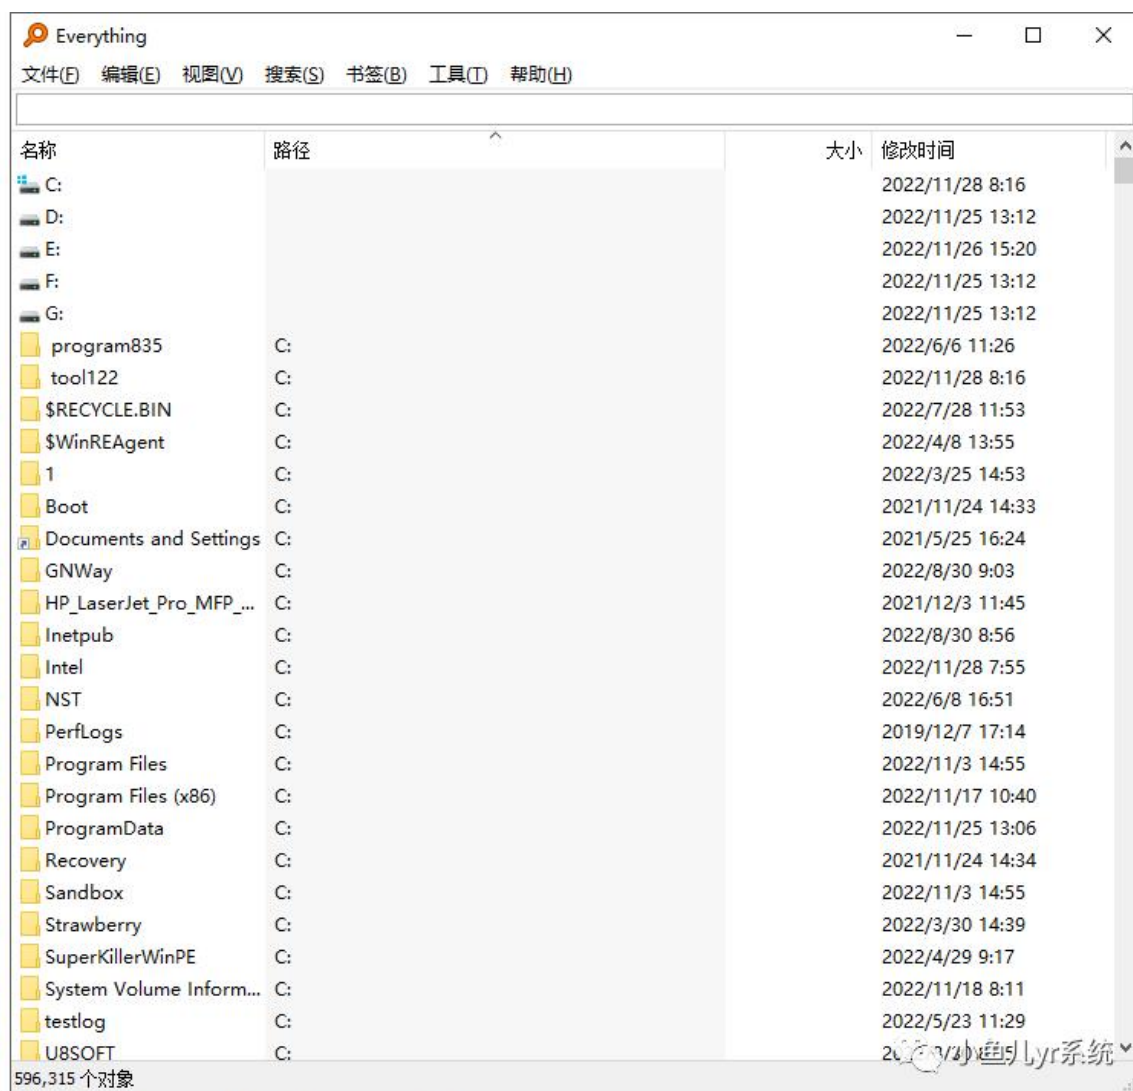 Everything
文件(F) 编辑(E) 视图(V) 搜索(S) 书签(B) 工具(T) 帮助(H)
名称 路径 大小 修改时间
C: 2022/11/28 8:16
D: 2022/11/25 13:12
E: 2022/11/26 15:20
F: 2022/11/25 13:12
G: 2022/11/25 13:12
program835 C: 2022/6/6 11:26
tool122 C: 2022/11/28 8:16
$RECYCLE.BIN C: 2022/7/28 11:53
$WinREAgent C: 2022/4/8 13:55
1 C: 2022/3/25 14:53
Boot C: 2021/11/24 14:33
Documents and Settings C: 2021/5/25 16:24
GNWay C: 2022/8/30 9:03
HP_LaserJet_Pro_MFP_... C: 2021/12/3 11:45
Inetpub C: 2022/8/30 8:56
Intel C: 2022/11/28 7:55
NST C: 2022/6/8 16:51
PerfLogs C: 2019/12/7 17:14
Program Files C: 2022/11/3 14:55
Program Files (x86) C: 2022/11/17 10:40
ProgramData C: 2022/11/25 13:06
Recovery C: 2021/11/24 14:34
Sandbox C: 2022/11/3 14:55
Strawberry C: 2022/3/30 14:39
SuperKillerWinPE C: 2022/4/29 9:17
System Volume Inform... C: 2022/11/18 8:11
testlog C: 2022/5/23 11:29
U8SOFT C:
小鱼儿yr系统
596,315 个对象